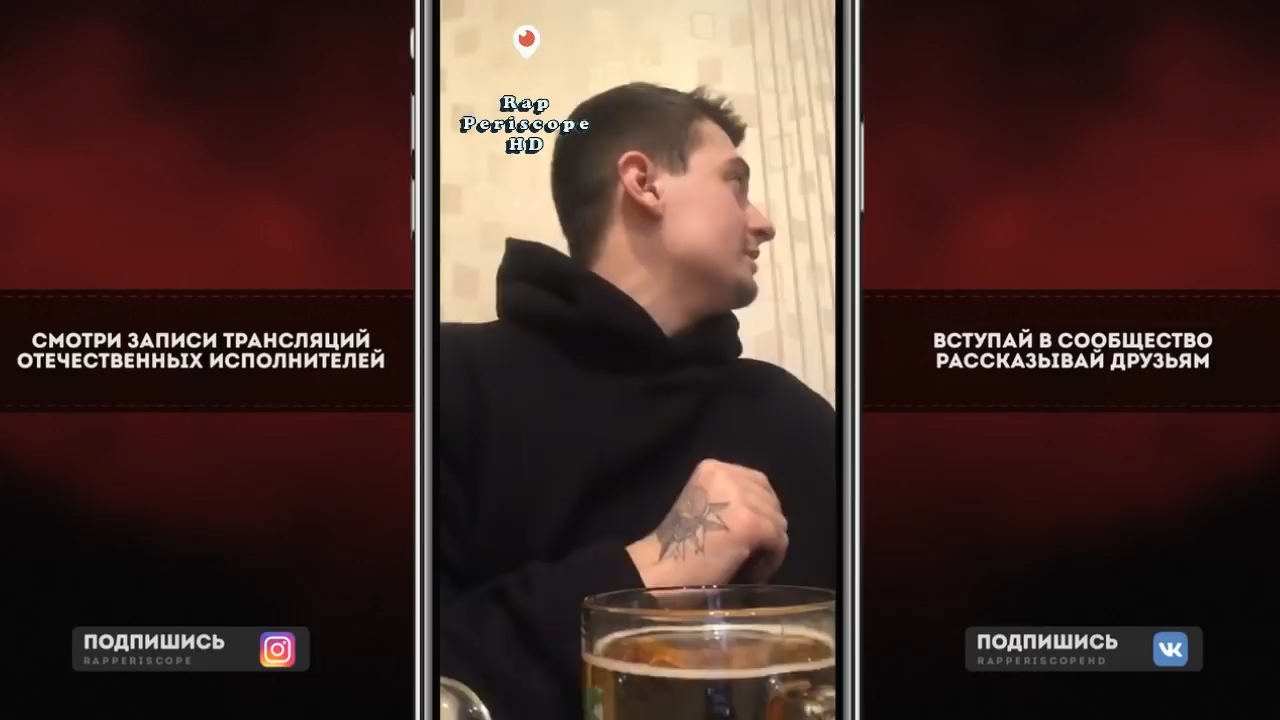 Rap
Periscope
HD
СМОТРИ ЗАПИСИ ТРАНСЛЯЦИЙ
ОТЕЧЕСТВЕННЫХ ИСПОЛНИТЕЛЕЙ
ВСТУПАЙ В СООБЩЕСТВО
РАССКАЗЫВАЙ ДРУЗЬЯМ
ПОДПИШИСЬ
RAPPERISCOPE
ПОДПИШИСЬ
RAPPERISCOPEHD